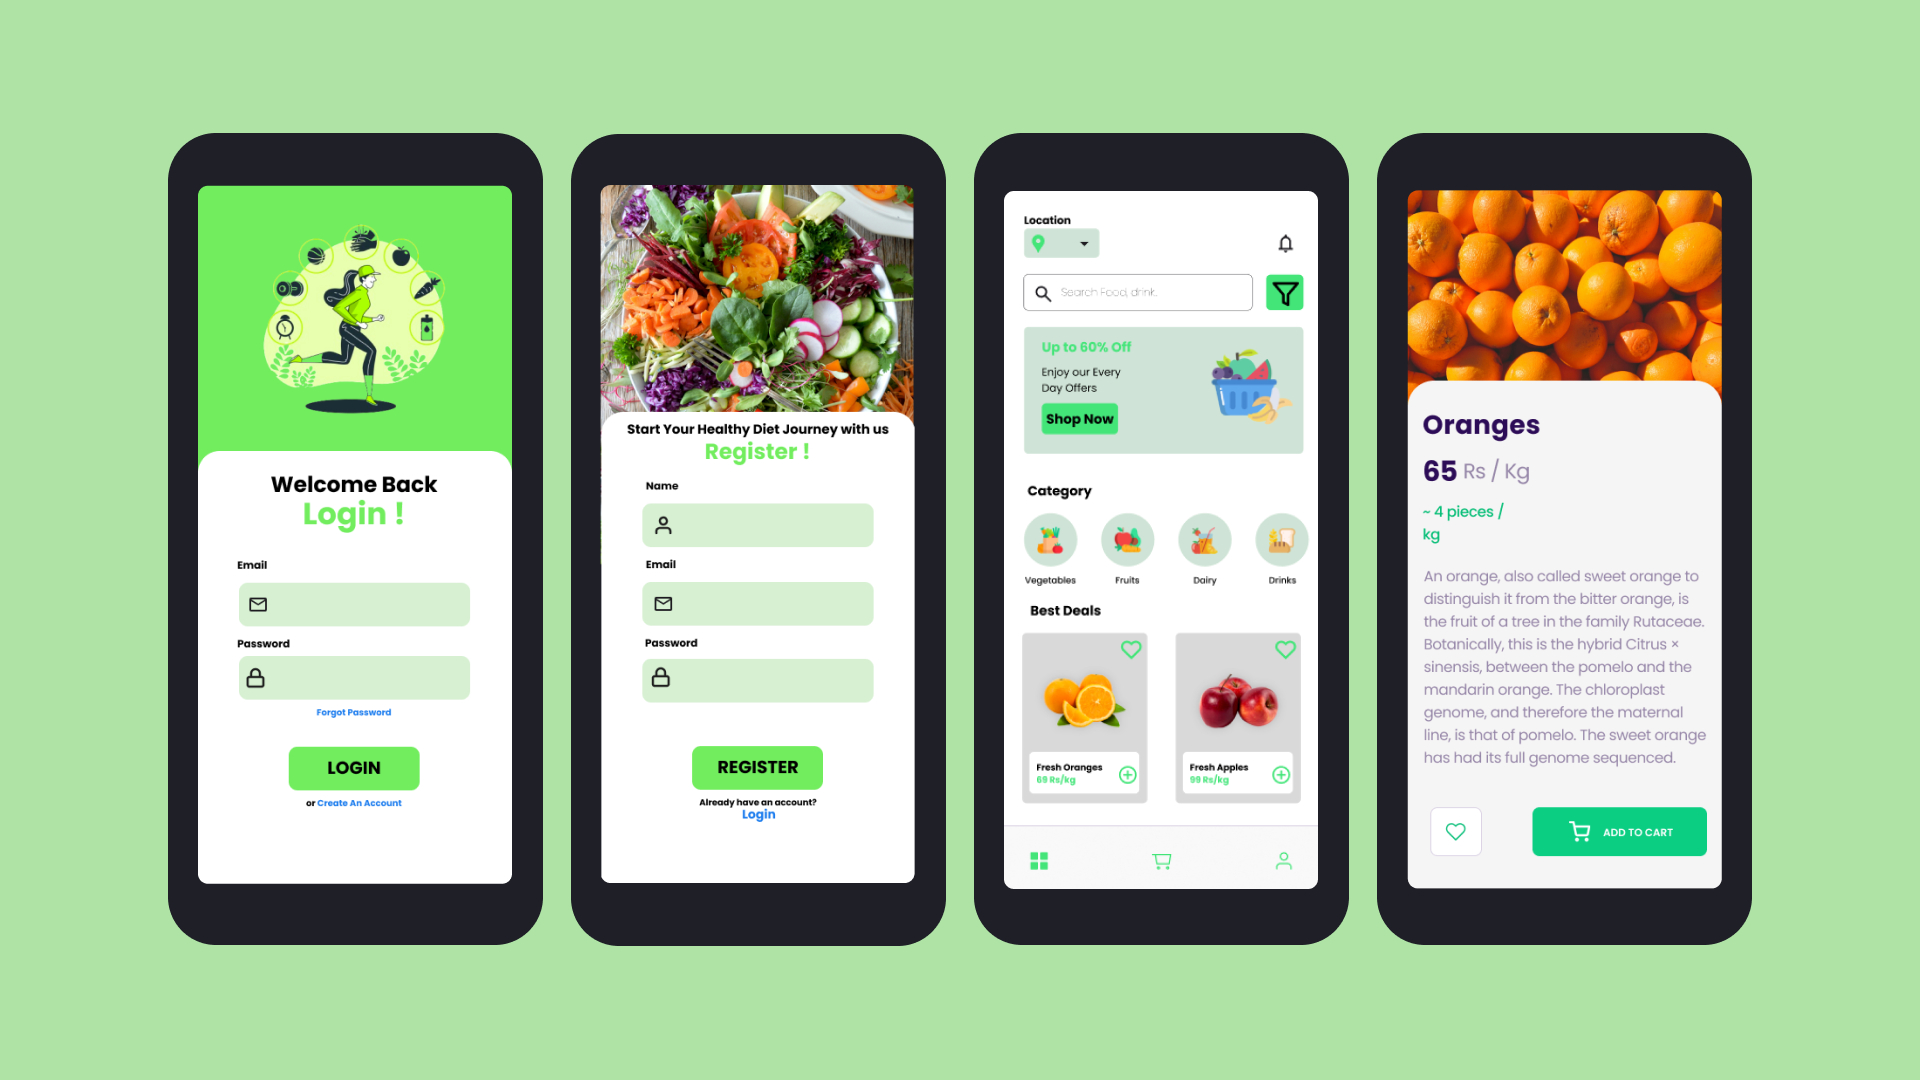 Welcome Back
Login !
Email
Password
Forgot Password
LOGIN
or Create An Account
Start Your Healthy Diet Journey with us
Register !
Name
Email
Password
REGISTER
Already have an account?
Login
Location
Search Food, drink..
Up to 60% Off
Enjoy our Every
Day Offers
Shop Now
Category
Vegetables
Fruits
Dairy
Drinks
Best Deals
Fresh Oranges
69 Rs/kg
Fresh Apples
99 Rs/kg
Oranges
65 Rs / Kg
~ 4 pieces /
kg
An orange, also called sweet orange to
distinguish it from the bitter orange, is
the fruit of a tree in the family Rutaceae.
Botanically, this is the hybrid Citrus ×
sinensis, between the pomelo and the
mandarin orange. The chloroplast
genome, and therefore the maternal
line, is that of pomelo. The sweet orange
has had its full genome sequenced.
ADD TO CART